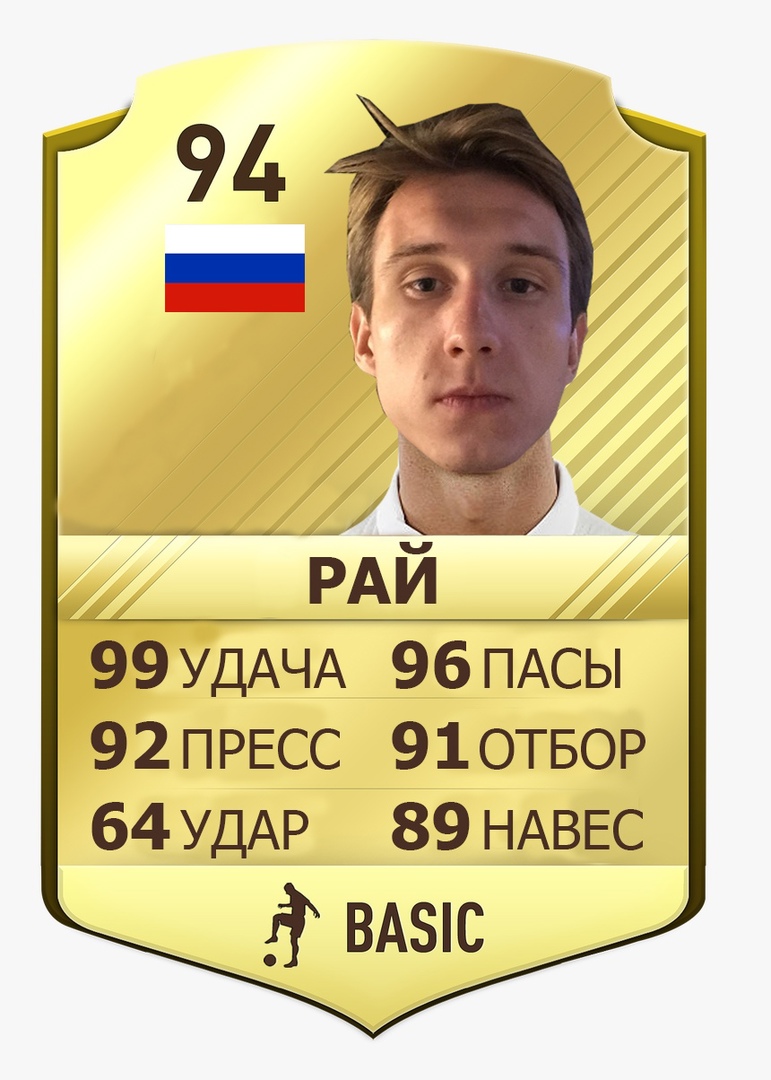 94
РАЙ
99 УДАЧА 96 ПАСЫ
92 ПРЕСС 91 ОТБОР
64 УДАР 89 НАВЕС
BASIC